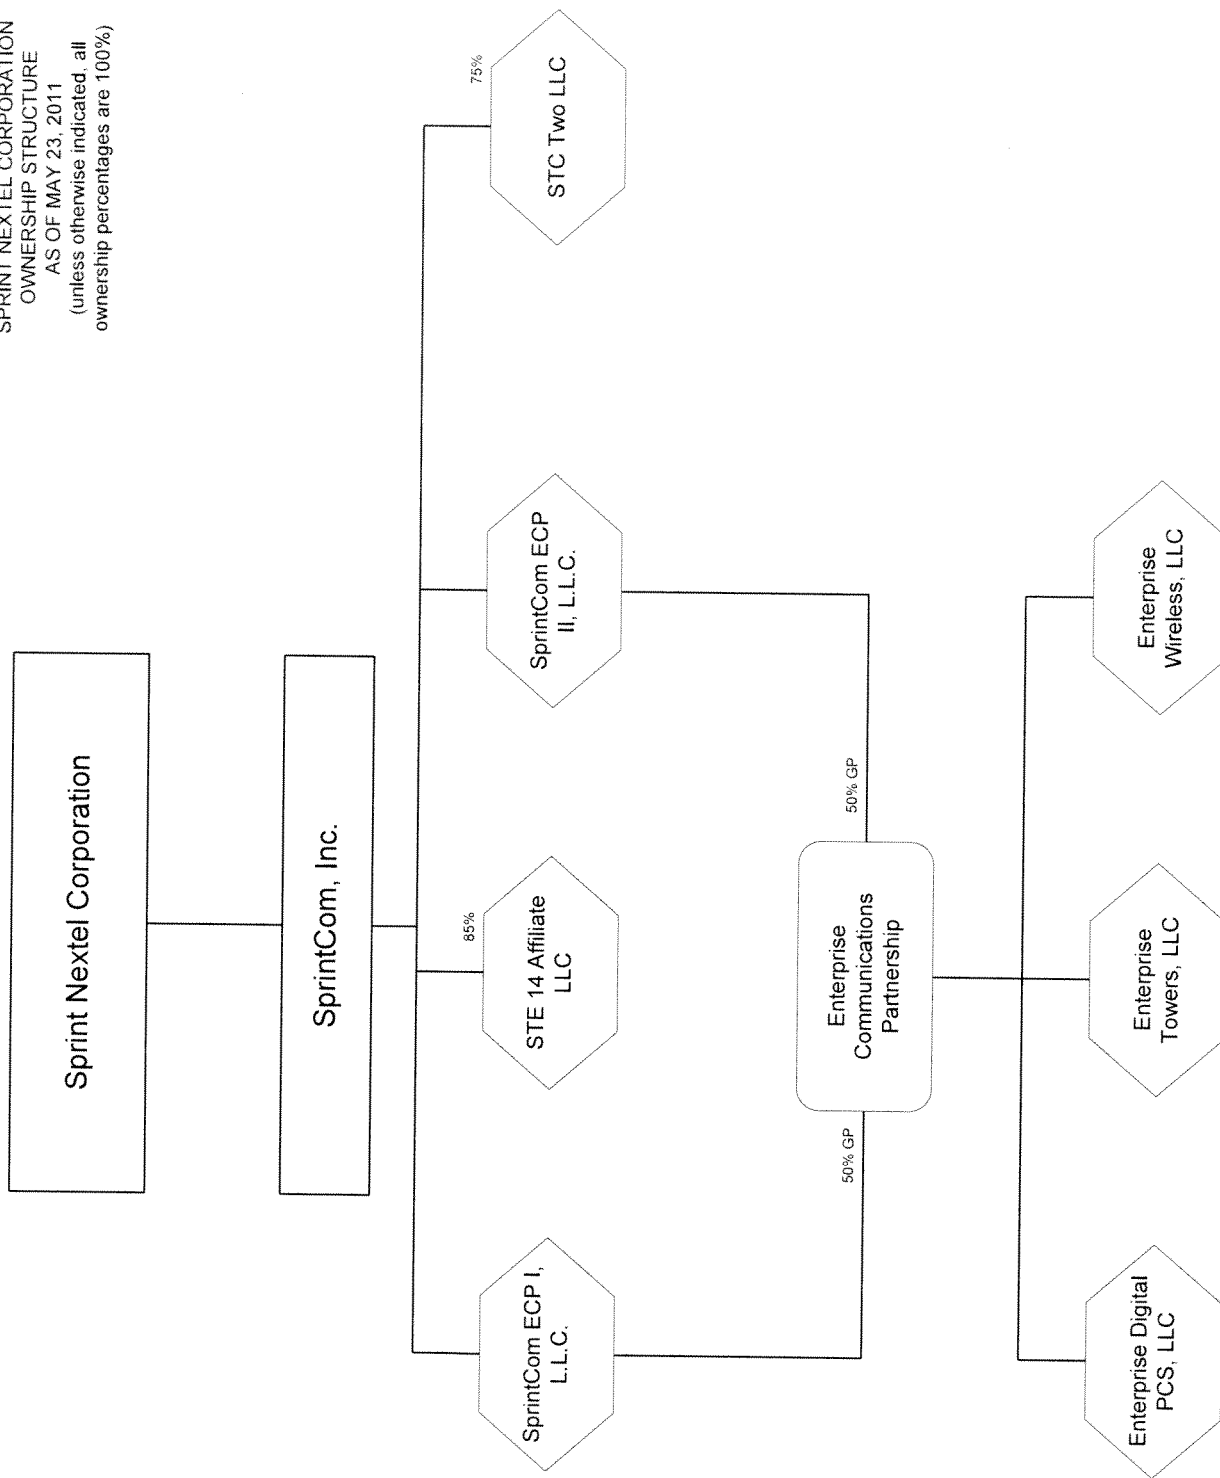 SPRINT NEXTEL CORPORATION
OWNERSHIP STRUCTURE
AS OF MAY 23, 2011
(unless otherwise indicated, all
ownership percentages are 100%)
Sprint Nextel Corporation
SprintCom, Inc.
SprintCom ECP I,
L.L.C.
85%
STE 14 Affiliate
LLC
SprintCom ECP
II, L.L.C.
75%
STC Two LLC
50% GP
Enterprise
Communications
Partnership
50% GP
Enterprise Digital
PCS, LLC
Enterprise
Towers, LLC
Enterprise
Wireless, LLC